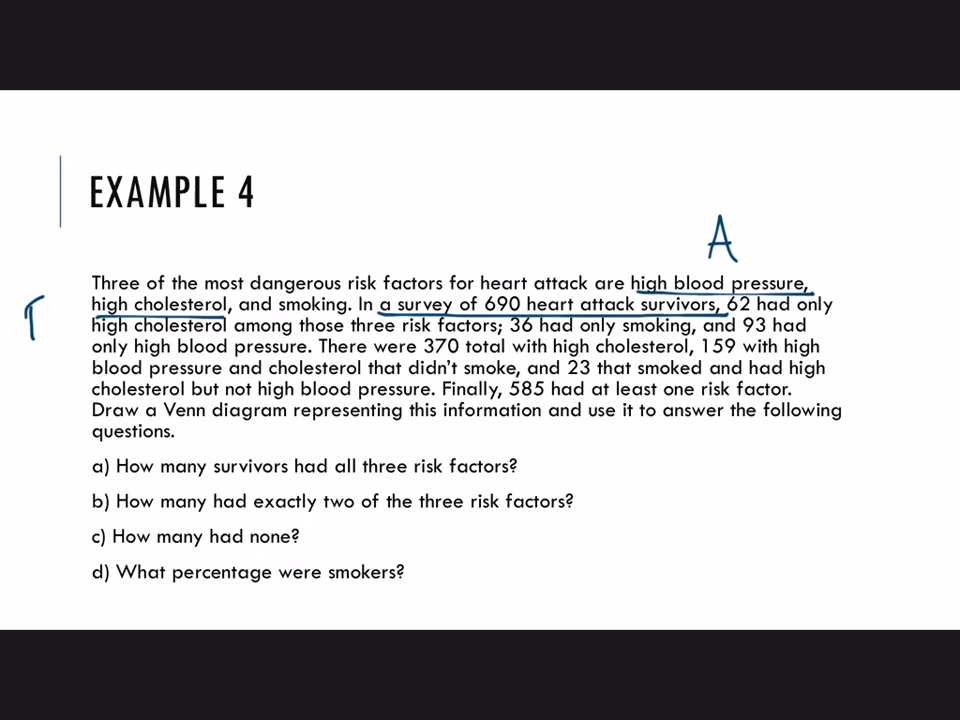 EXAMPLE 4
A
Three of the most dangerous risk factors for heart attack are high blood pressure,
T
high cholesterol, and smoking. In a survey of 690 heart attack survivors, 62 had only
high cholesterol among those three risk factors; 36 had only smoking, and 93 had
only high blood pressure. There were 370 total with high cholesterol, 159 with high
blood pressure and cholesterol that didn't smoke, and 23 that smoked and had high
cholesterol but not high blood pressure. Finally, 585 had at least one risk factor.
Draw a Venn diagram representing this information and use it to answer the following
questions.
a) How many survivors had all three risk factors?
b) How many had exactly two of the three risk factors?
c) How many had none?
d) What percentage were smokers?